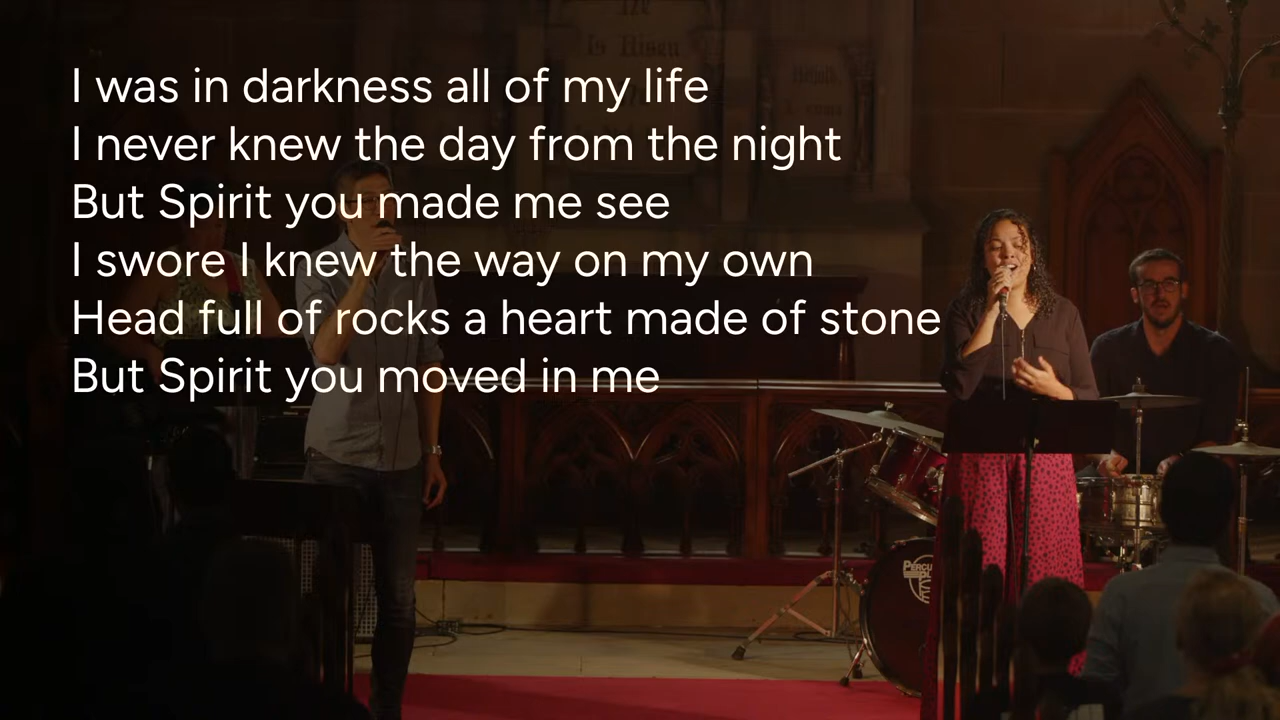 Is Risen
I was in darkness all of my life
I never knew the day from the night
But Spirit you made me see
I swore I knew the way on my own
Head full of rocks a heart made of stone
But Spirit you moved in me